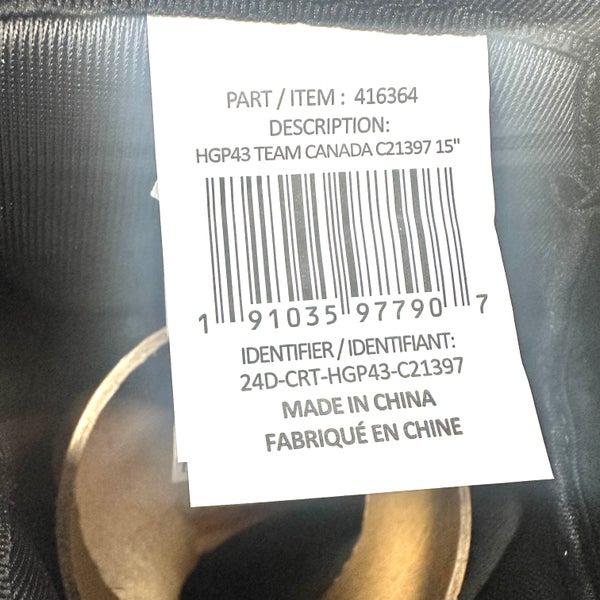 PART / ITEM : 416364
DESCRIPTION:
HGP43 TEAM CANADA C21397 15"
1 91035 97790 7
IDENTIFIER / IDENTIFIANT:
24D-CRT-HGP43-C21397
MADE IN CHINA
FABRIQUÉ EN CHINE